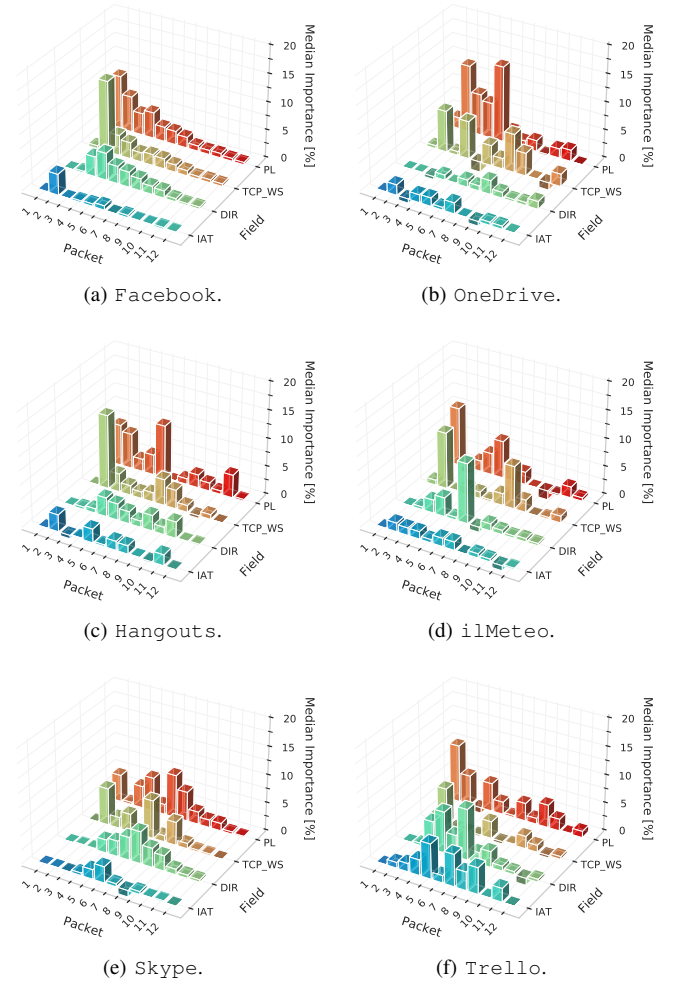 20
15
10
5
0
Median Importance [%]
PL
TCP_WS
DIR
IAT
Field
1 2 3 4 5 6 7 8 9 10 11 12
Packet
(a) Facebook.
20
15
10
5
0
Median Importance [%]
PL
TCP_WS
DIR
IAT
Field
1 2 3 4 5 6 7 8 9 10 11 12
Packet
(b) OneDrive.
20
15
10
5
0
Median Importance [%]
PL
TCP_WS
DIR
IAT
Field
1 2 3 4 5 6 7 8 9 10 11 12
Packet
(c) Hangouts.
20
15
10
5
0
Median Importance [%]
PL
TCP_WS
DIR
IAT
Field
1 2 3 4 5 6 7 8 9 10 11 12
Packet
(d) ilMeteo.
20
15
10
5
0
Median Importance [%]
PL
TCP_WS
DIR
IAT
Field
1 2 3 4 5 6 7 8 9 10 11 12
Packet
(e) Skype.
20
15
10
5
0
Median Importance [%]
PL
TCP_WS
DIR
IAT
Field
1 2 3 4 5 6 7 8 9 10 11 12
Packet
(f) Trello.